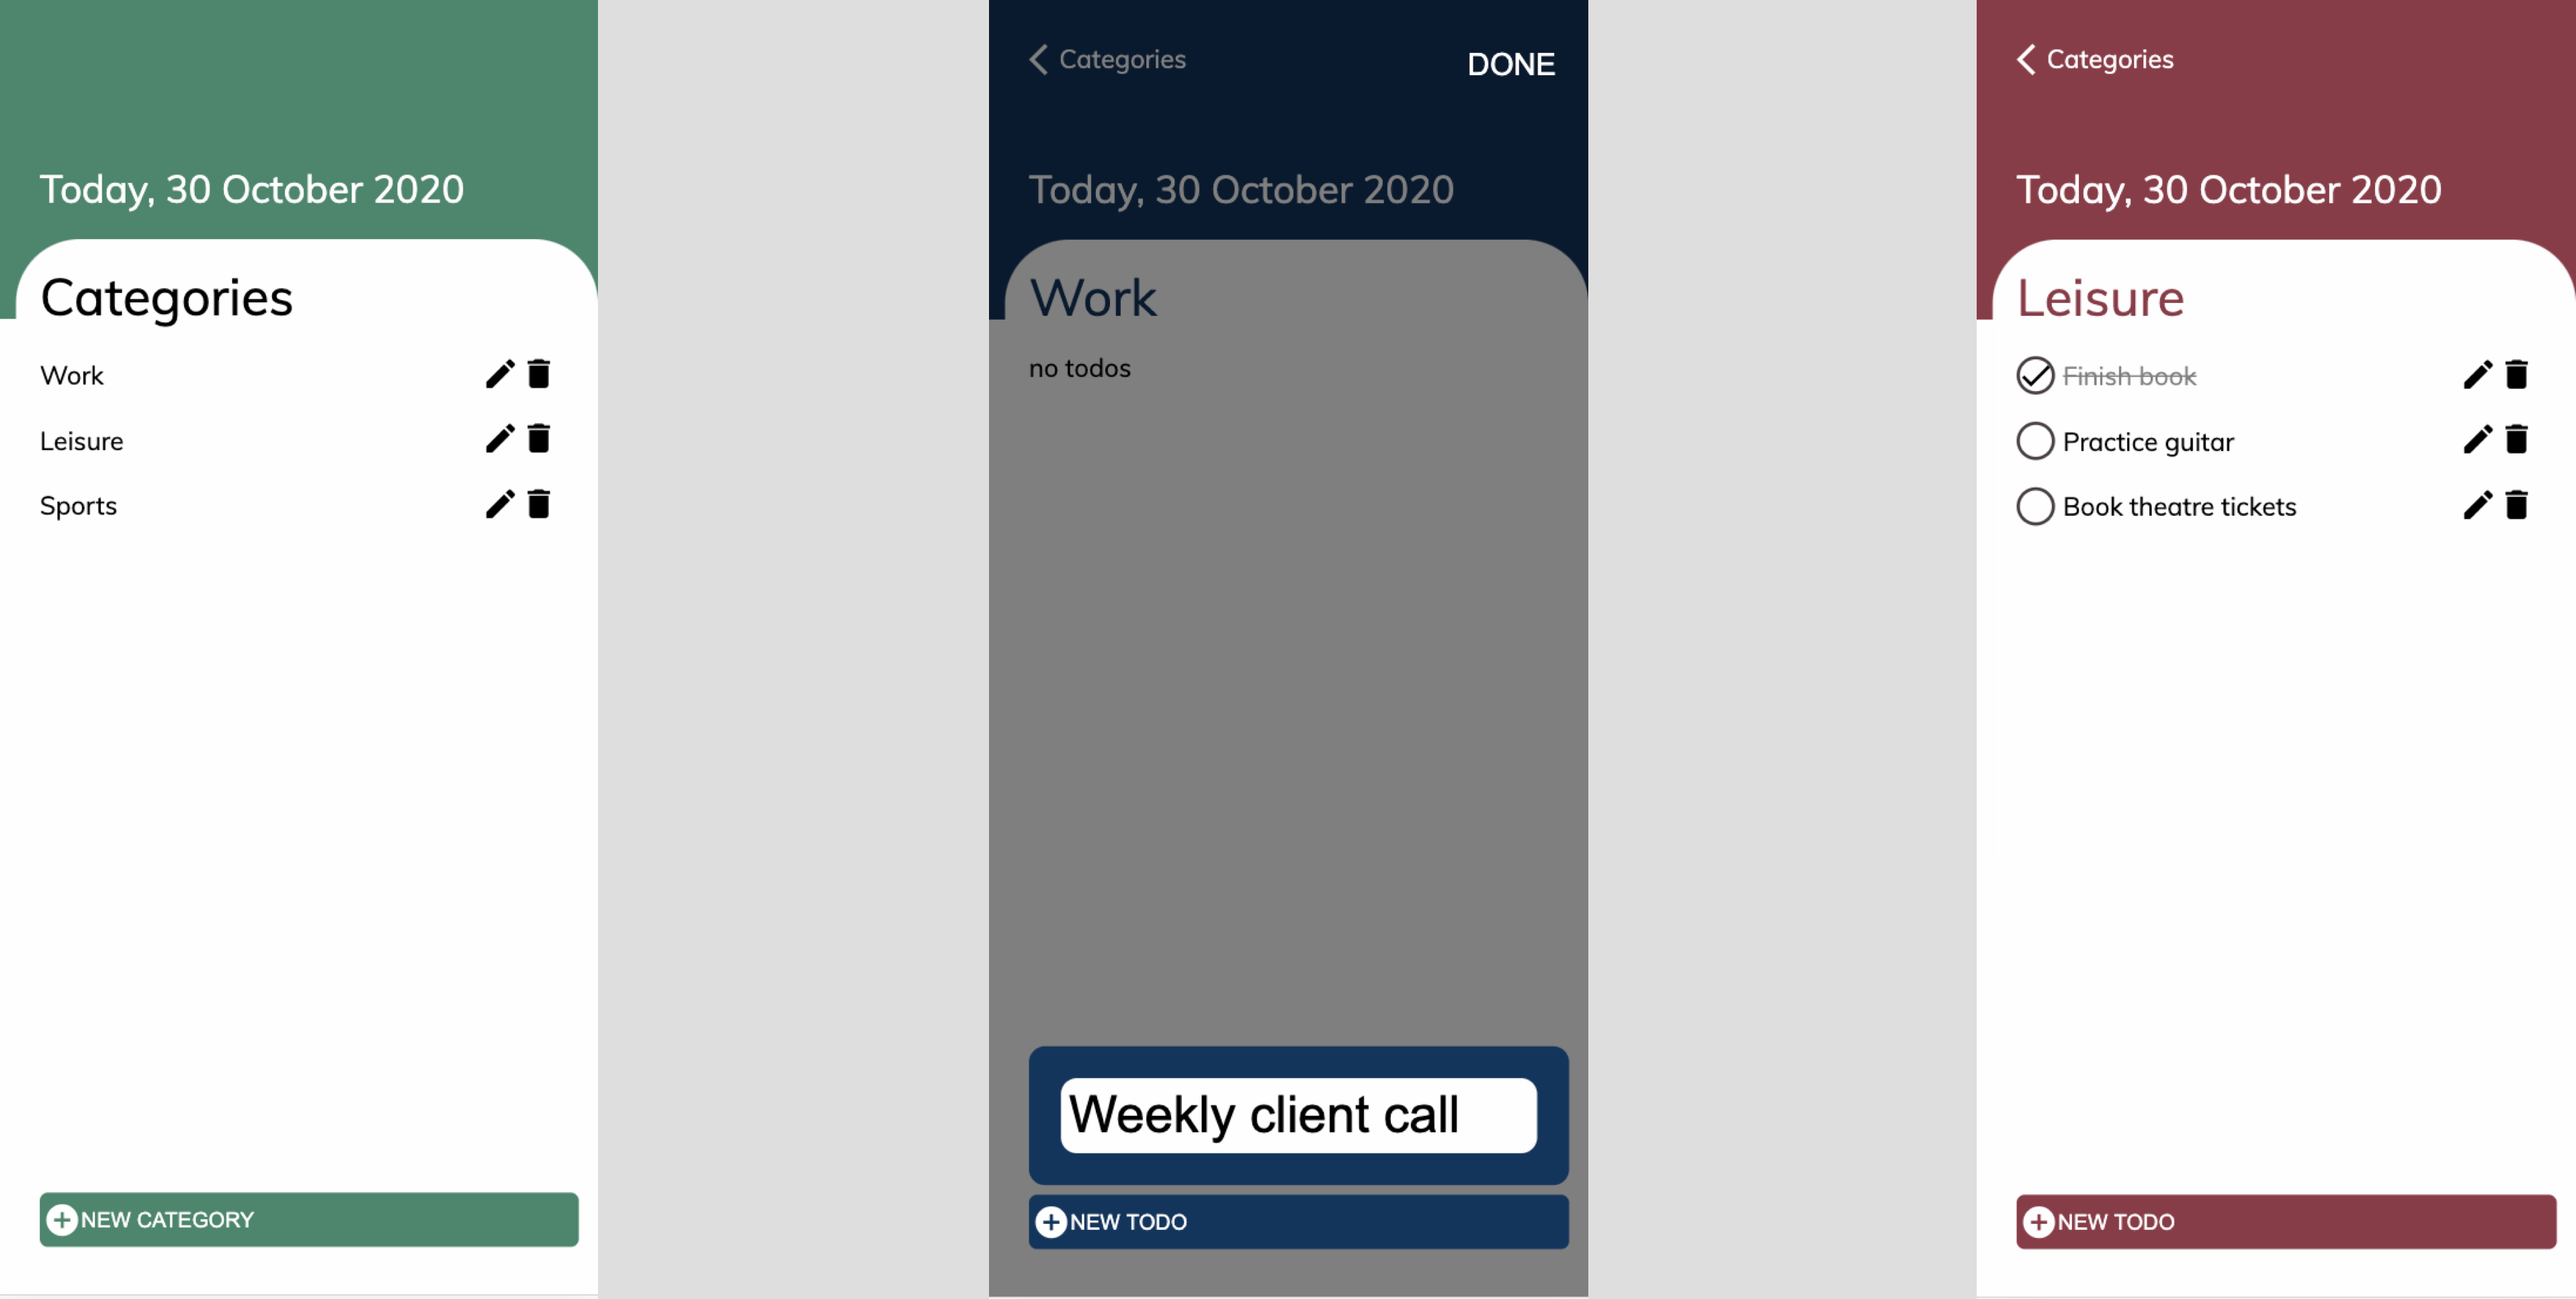 Today, 30 October 2020
Categories
Work
Leisure
Sports
NEW CATEGORY
Categories
DONE
Today, 30 October 2020
Work
no todos
Weekly client call
NEW TODO
Categories
Today, 30 October 2020
Leisure
Finish book
Practice guitar
Book theatre tickets
NEW TODO